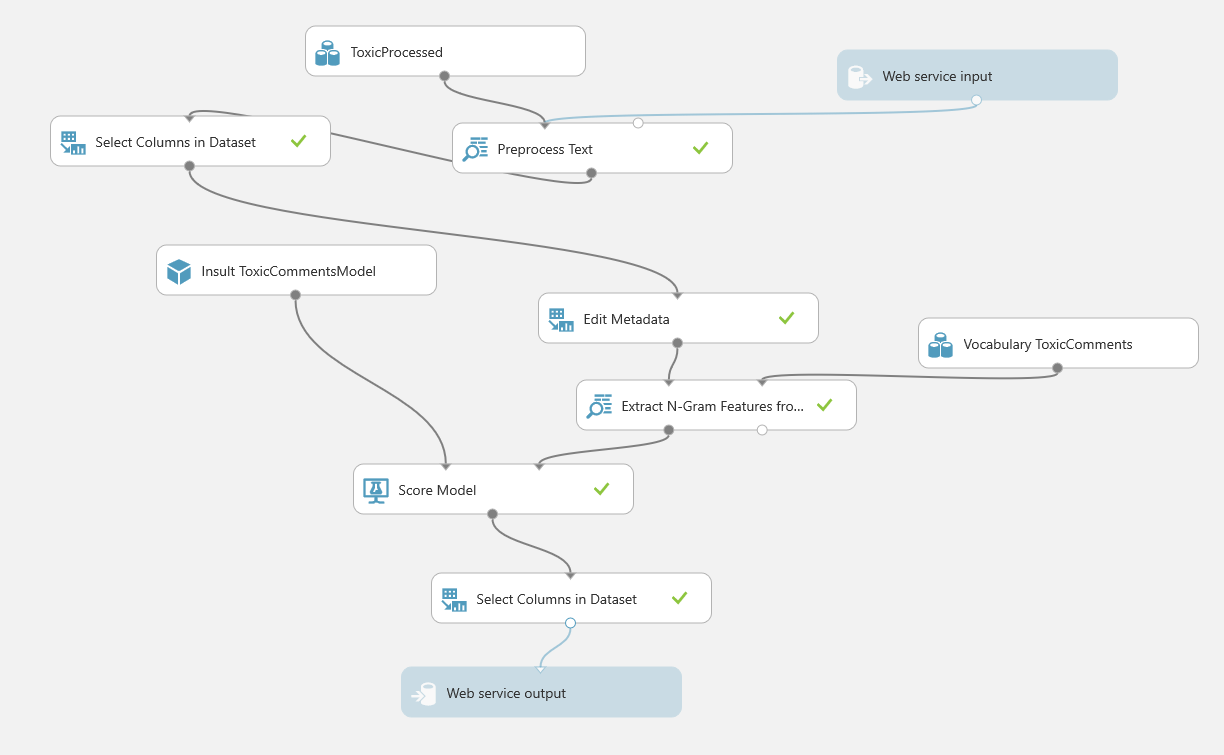 ToxicProcessed
Web service input
Select Columns in Dataset
Preprocess Text
Insult ToxicCommentsModel
Edit Metadata
Vocabulary ToxicComments
Extract N-Gram Features fro...
Score Model
Select Columns in Dataset
Web service output